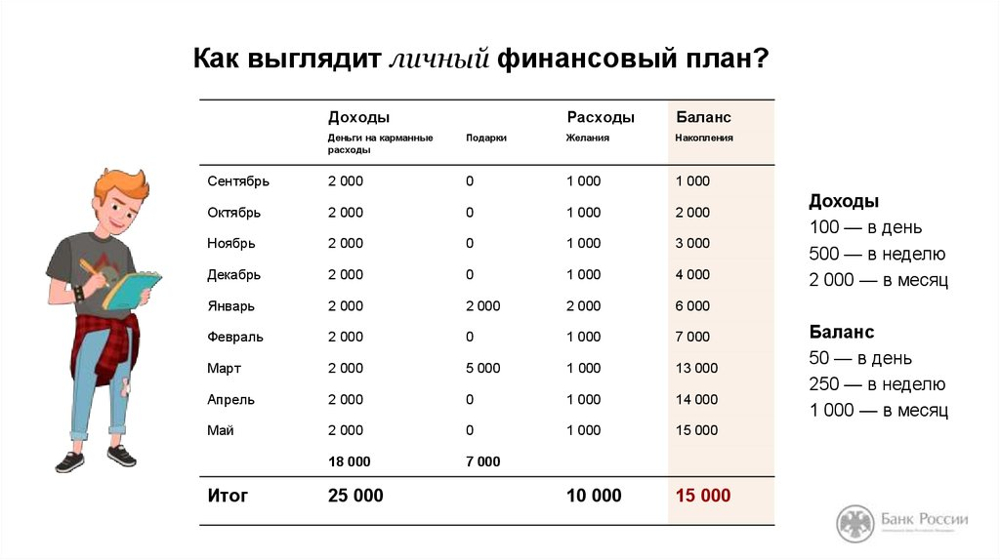 Как выглядит личный финансовый план?
Доходы Расходы Баланс
Деньги на карманные расходы Подарки Желания Накопления
Сентябрь 2 000 0 1 000 1 000
Октябрь 2 000 0 1 000 2 000
Ноябрь 2 000 0 1 000 3 000
Декабрь 2 000 0 1 000 4 000
Январь 2 000 2 000 2 000 6 000
Февраль 2 000 0 1 000 7 000
Март 2 000 5 000 1 000 13 000
Апрель 2 000 0 1 000 14 000
Май 2 000 0 1 000 15 000
18 000 7 000
Итог 25 000 10 000 15 000
Доходы
100 — в день
500 — в неделю
2 000 — в месяц
Баланс
50 — в день
250 — в неделю
1 000 — в месяц
Банк России